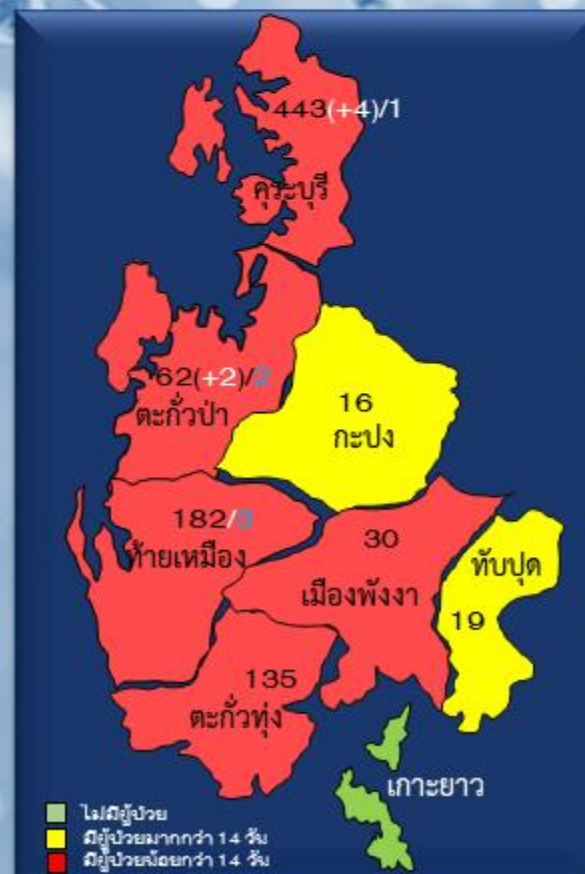 443(+4)/1
คุระบุรี
62(+2)/2
ตะกั่วป่า
16
กะปง
182/3
ท้ายเหมือง
30
เมืองพังงา
ทับปุด
19
135
ตะกั่วทุ่ง
เกาะยาว
ไม่มีผู้ป่วย
มีผู้ป่วยมากกว่า 14 วัน
มีผู้ป่วยน้อยกว่า 14 วัน